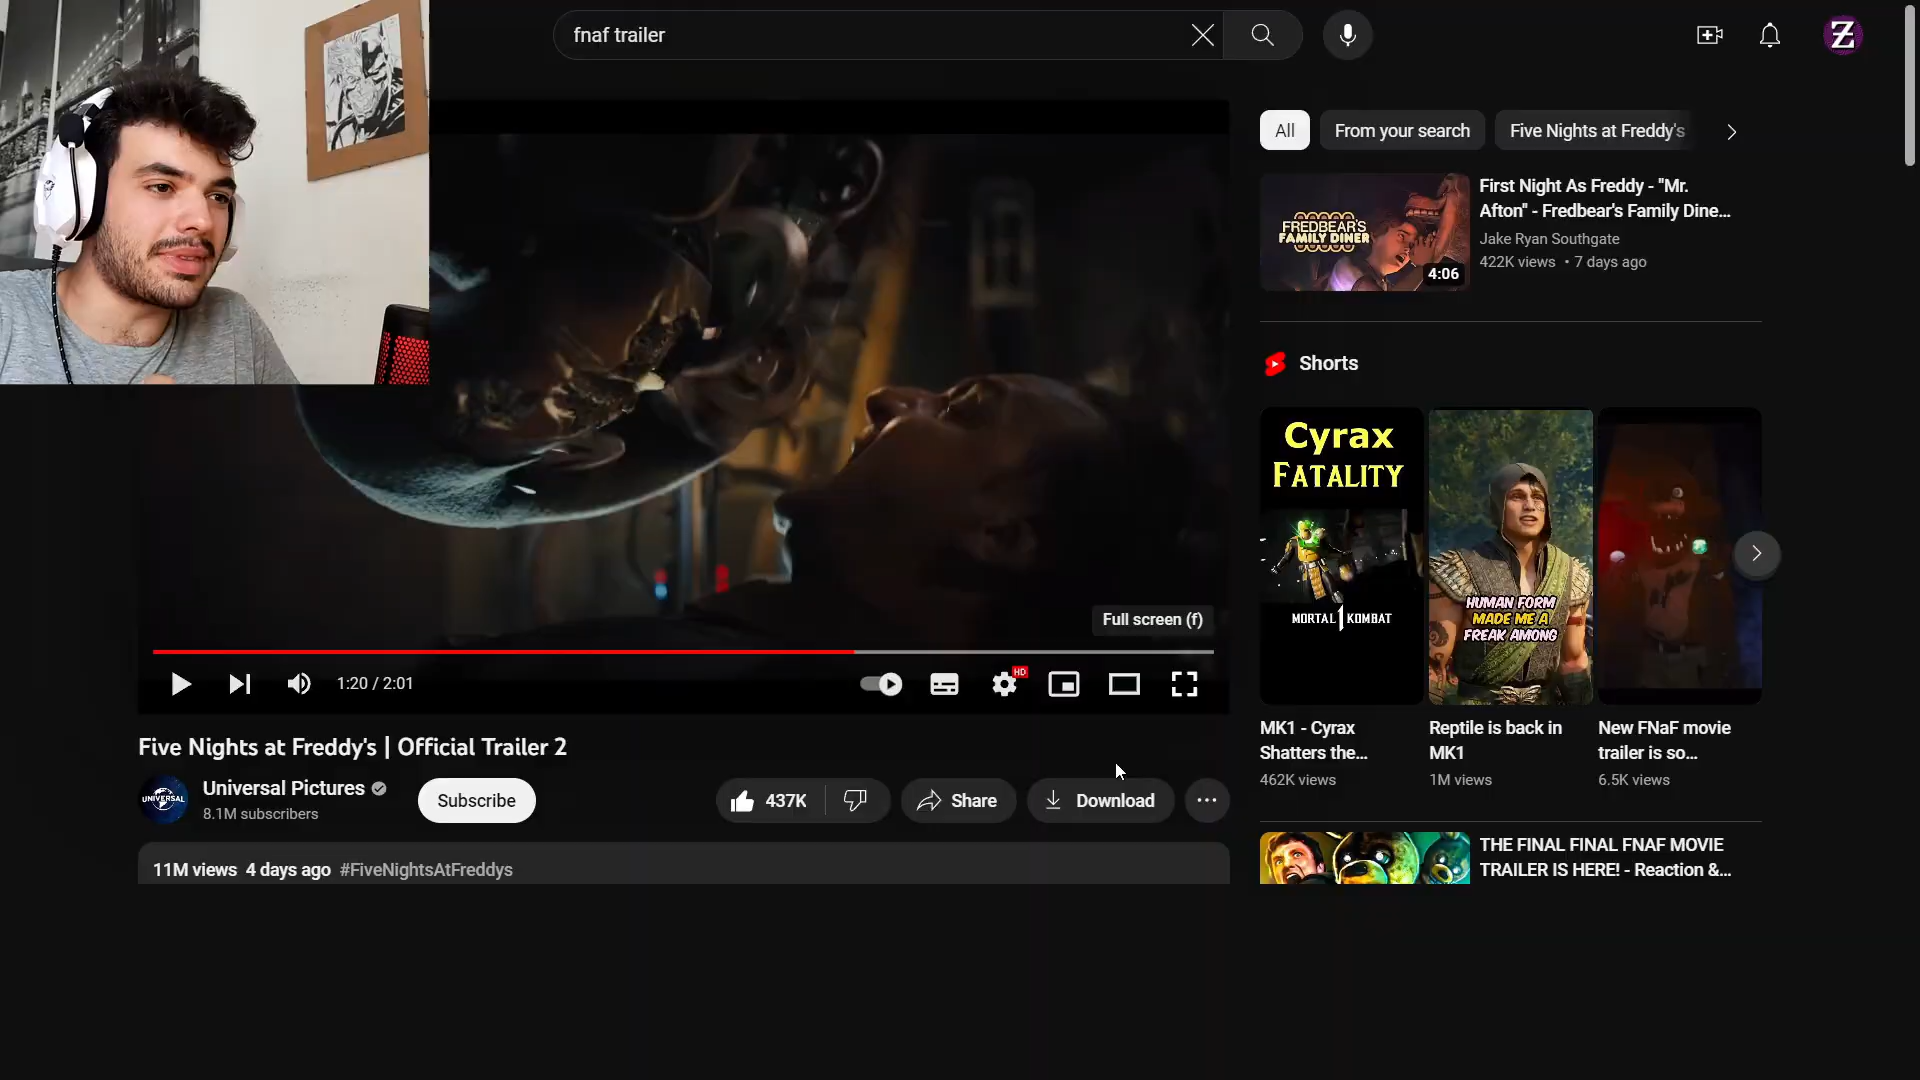 fnaf trailer
All
From your search
Five Nights at Freddy's
FREDBEAR'S
FAMILY DINER
4:06
First Night As Freddy - "Mr.
Afton" - Fredbear's Family Dine...
Jake Ryan Southgate
422K views • 7 days ago
Shorts
Cyrax
FATALITY
MORTAL KOMBAT
HUMAN FORM
MADE ME A
FREAK AMONG
MK1 - Cyrax
Shatters the...
462K views
Reptile is back in
MK1
1M views
New FNaF movie
trailer is so...
6.5K views
Full screen (f)
1:20 / 2:01
HD
Five Nights at Freddy's | Official Trailer 2
UNIVERSAL
Universal Pictures
8.1M subscribers
Subscribe
437K
Share
Download
11M views 4 days ago #FiveNightsAtFreddys
THE FINAL FINAL FNAF MOVIE
TRAILER IS HERE! - Reaction &...